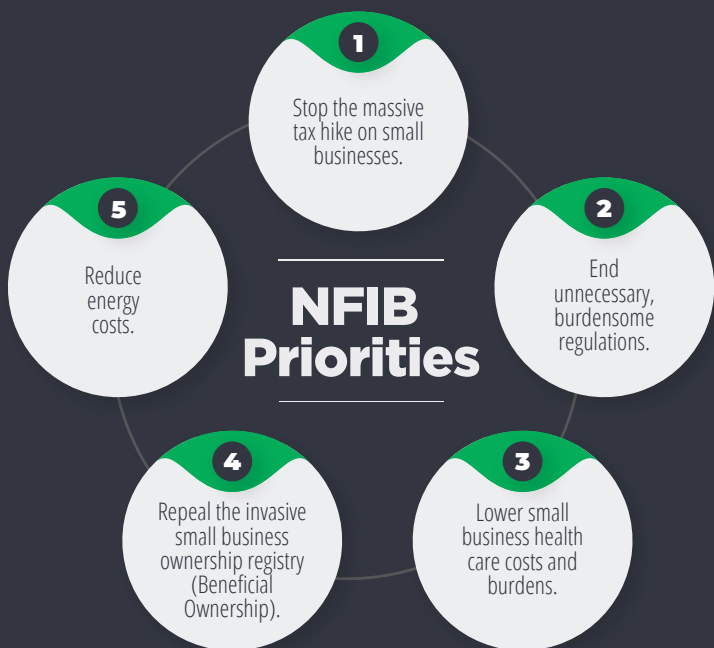 NFIB
Priorities
1
Stop the massive
tax hike on small
businesses.
2
End
unnecessary,
burdensome
regulations.
3
Lower small
business health
care costs and
burdens.
4
Repeal the invasive
small business
ownership registry
(Beneficial
Ownership).
5
Reduce
energy
costs.